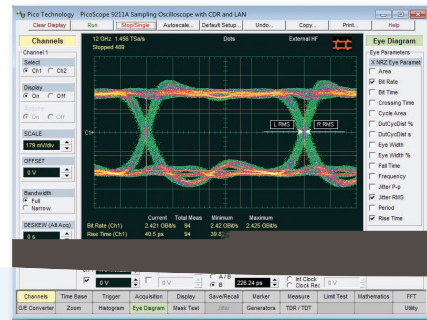 Pico Technology PicoScope 9211A Sampling Oscilloscope with CDR and LAN
Clear Display Run Stop/Single Autoscale... Default Setup... Undo... Copy... Print... Help
Channels
Channel 1
Select
Ch1 Ch2
Display
On Off
On Off
SCALE
179 mV/div
OFFSET
0 V
Bandwidth
Full
Narrow
DESKEW (All Acq)
0 s
12 GHz 1.456 TSa/s Dots External HF
Stopped 489
Ch1
L RMS R RMS
Current Total Meas Minimum Maximum
Bit Rate (Ch1) 2.421 GBit/s 94 2.42 GBit/s 2.425 GBit/s
Rise Time (Ch1) 40.5 ps 94 39.8
Eye Diagram
Eye Parameters
X NRZ Eye Paramet
Area
Bit Rate
Bit Time
Crossing Time
Cycle Area
DutCycDist %
DutCycDist s
Eye Width
Eye Width %
Fall Time
Frequency
Jitter P-p
Jitter RMS
Period
Rise Time
0 V
A / B
B
226.24 ps
Int Clock
Clock Rec
0 V
Channels Time Base Trigger Acquisition Display Save/Recall Marker Measure Limit Test Mathematics FFT
O/E Converter Zoom Histogram Eye Diagram Mask Test Jitter Generators TDR / TDT Utility